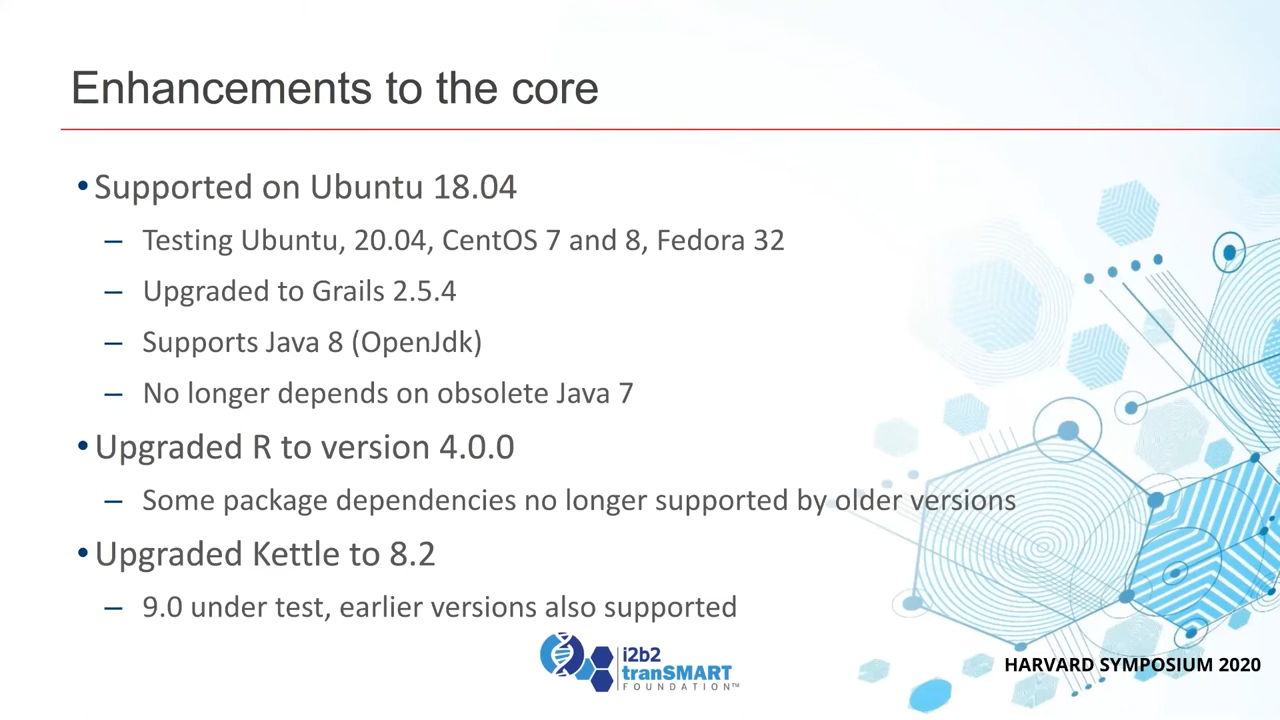 Enhancements to the core
•Supported on Ubuntu 18.04
– Testing Ubuntu, 20.04, CentOS 7 and 8, Fedora 32
– Upgraded to Grails 2.5.4
– Supports Java 8 (OpenJdk)
– No longer depends on obsolete Java 7
•Upgraded R to version 4.0.0
– Some package dependencies no longer supported by older versions
•Upgraded Kettle to 8.2
– 9.0 under test, earlier versions also supported
i2b2
tranSMART
FOUNDATION™
HARVARD SYMPOSIUM 2020